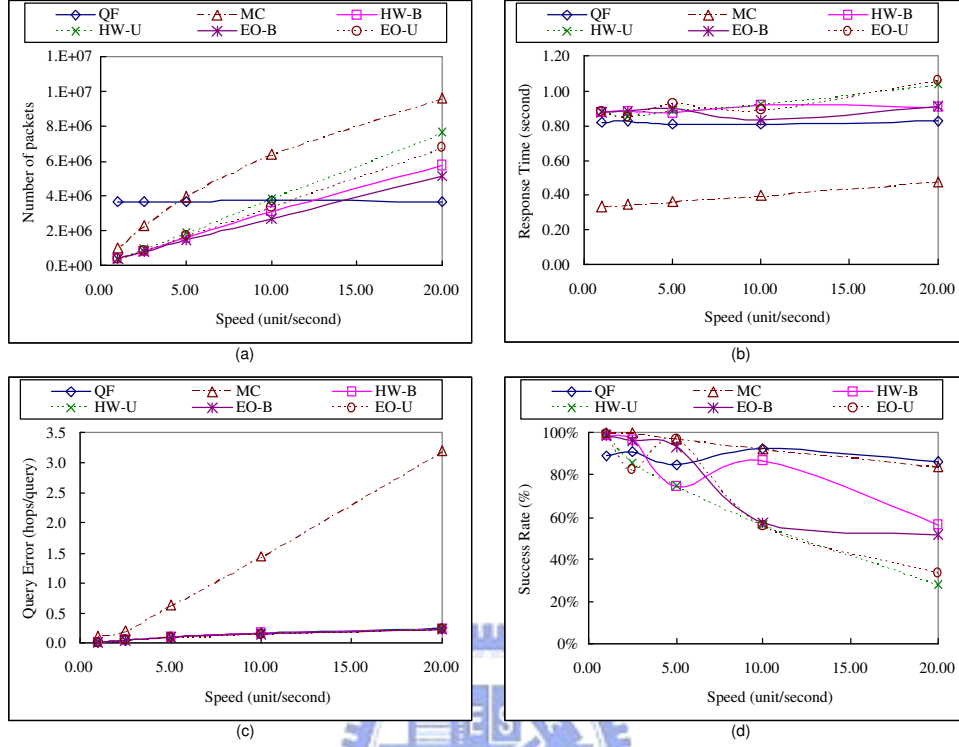 QF MC HW-B
HW-U EO-B EO-U
1.E+07
1.E+07
8.E+06
6.E+06
4.E+06
2.E+06
0.E+00
Number of packets
0.00 5.00 10.00 15.00 20.00
Speed (unit/second)
(a)
QF MC HW-B
HW-U EO-B EO-U
1.20
1.00
0.80
0.60
0.40
0.20
0.00
Response Time (second)
0.00 5.00 10.00 15.00 20.00
Speed (unit/second)
(b)
QF MC HW-B
HW-U EO-B EO-U
3.5
3.0
2.5
2.0
1.5
1.0
0.5
0.0
Query Error (hops/query)
0.00 5.00 10.00 15.00 20.00
Speed (unit/second)
(c)
QF MC HW-B
HW-U EO-B EO-U
100%
80%
60%
40%
20%
0%
Success Rate (%)
0.00 5.00 10.00 15.00 20.00
Speed (unit/second)
(d)